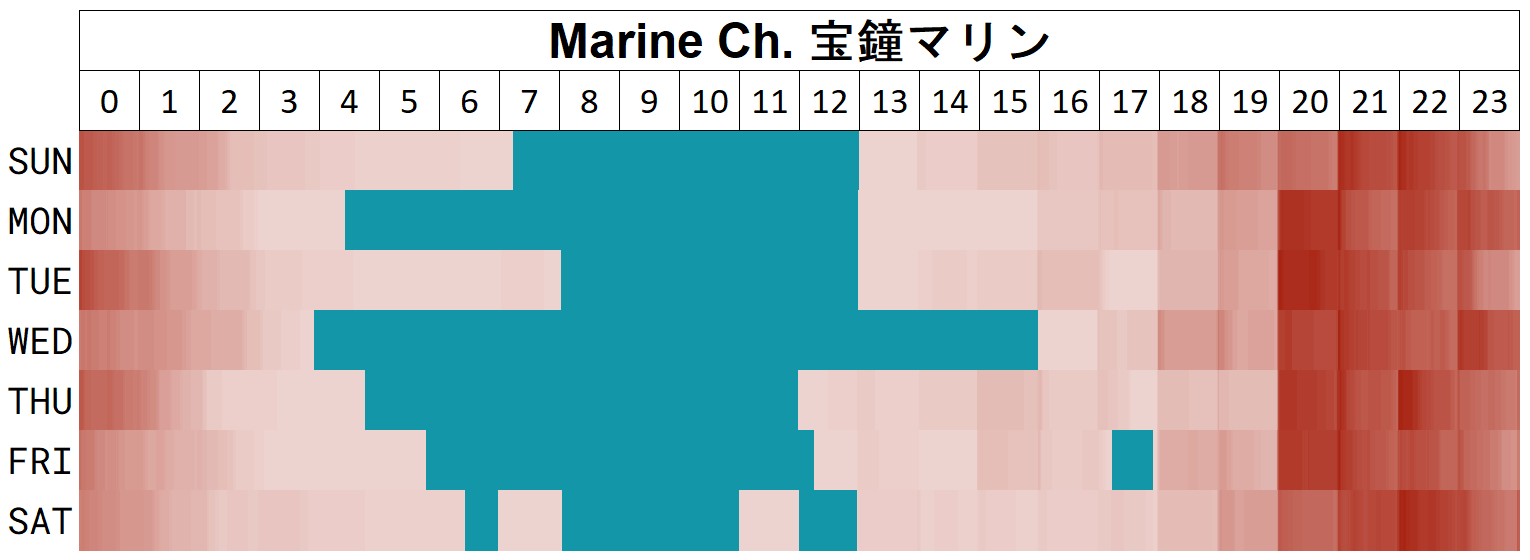 Marine Ch. 宝鐘マリン
0 1 2 3 4 5 6 7 8 9 10 11 12 13 14 15 16 17 18 19 20 21 22 23
SUN
MON
TUE
WED
THU
FRI
SAT